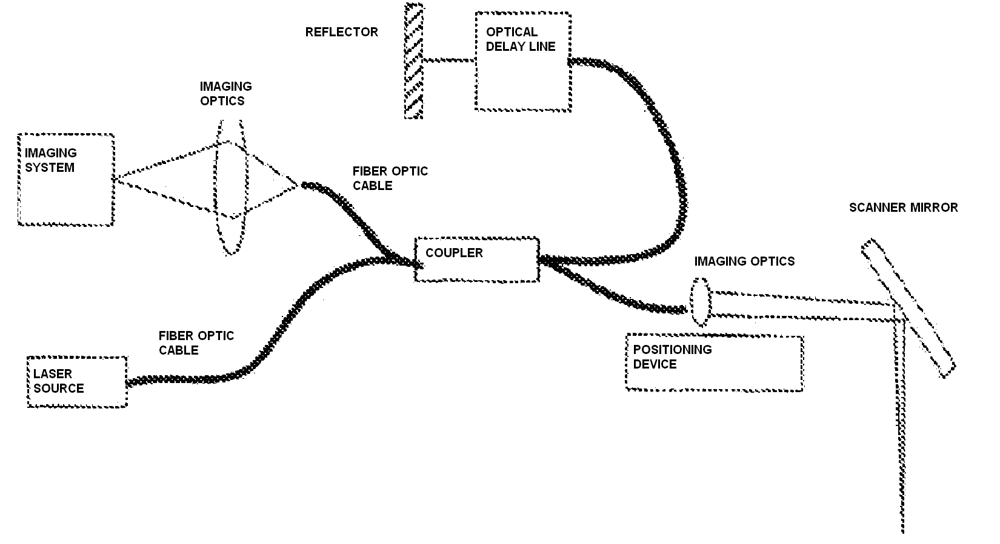 REFLECTOR
OPTICAL
DELAY LINE
IMAGING
OPTICS
IMAGING
SYSTEM
FIBER OPTIC
CABLE
SCANNER MIRROR
COUPLER
IMAGING OPTICS
FIBER OPTIC
CABLE
POSITIONING
DEVICE
LASER
SOURCE